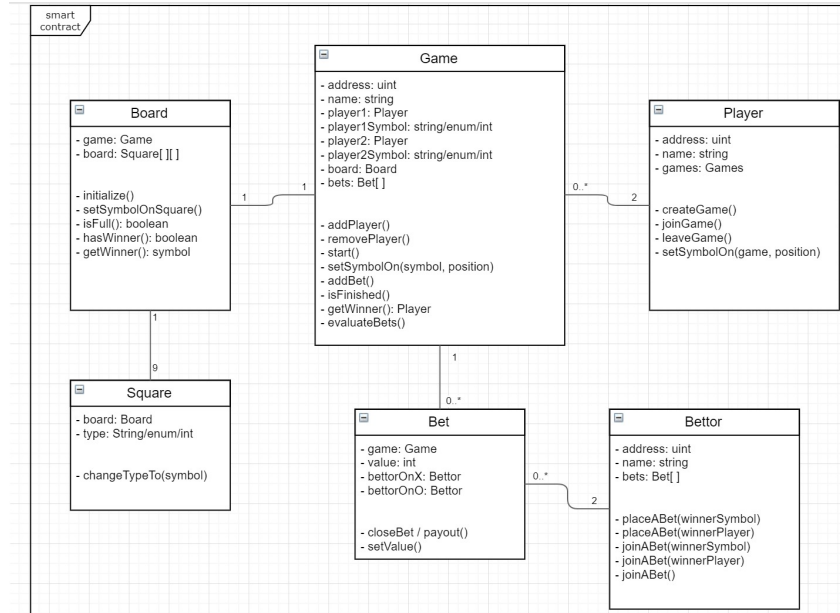 smart
contract
Game
- address: uint
- name: string
- player1: Player
- player1Symbol: string/enum/int
- player2: Player
- player2Symbol: string/enum/int
- board: Board
- bets: Bet[ ]
- addPlayer()
- removePlayer()
- start()
- setSymbolOn(symbol, position)
- addBet()
- isFinished()
- getWinner(): Player
- evaluateBets()
Board
- game: Game
- board: Square[ ][ ]
- initialize()
- setSymbolOnSquare()
- isFull(): boolean
- hasWinner(): boolean
- getWinner(): symbol
1
1
Player
- address: uint
- name: string
- games: Games
- createGame()
- joinGame()
- leaveGame()
- setSymbolOn(game, position)
0..*
2
1
9
Square
- board: Board
- type: String/enum/int
- changeTypeTo(symbol)
1
0..*
Bet
- game: Game
- value: int
- bettorOnX: Bettor
- bettorOnO: Bettor
- closeBet / payout()
- setValue()
0..*
2
Bettor
- address: uint
- name: string
- bets: Bet[ ]
- placeABet(winnerSymbol)
- placeABet(winnerPlayer)
- joinABet(winnerSymbol)
- joinABet(winnerPlayer)
- joinABet()